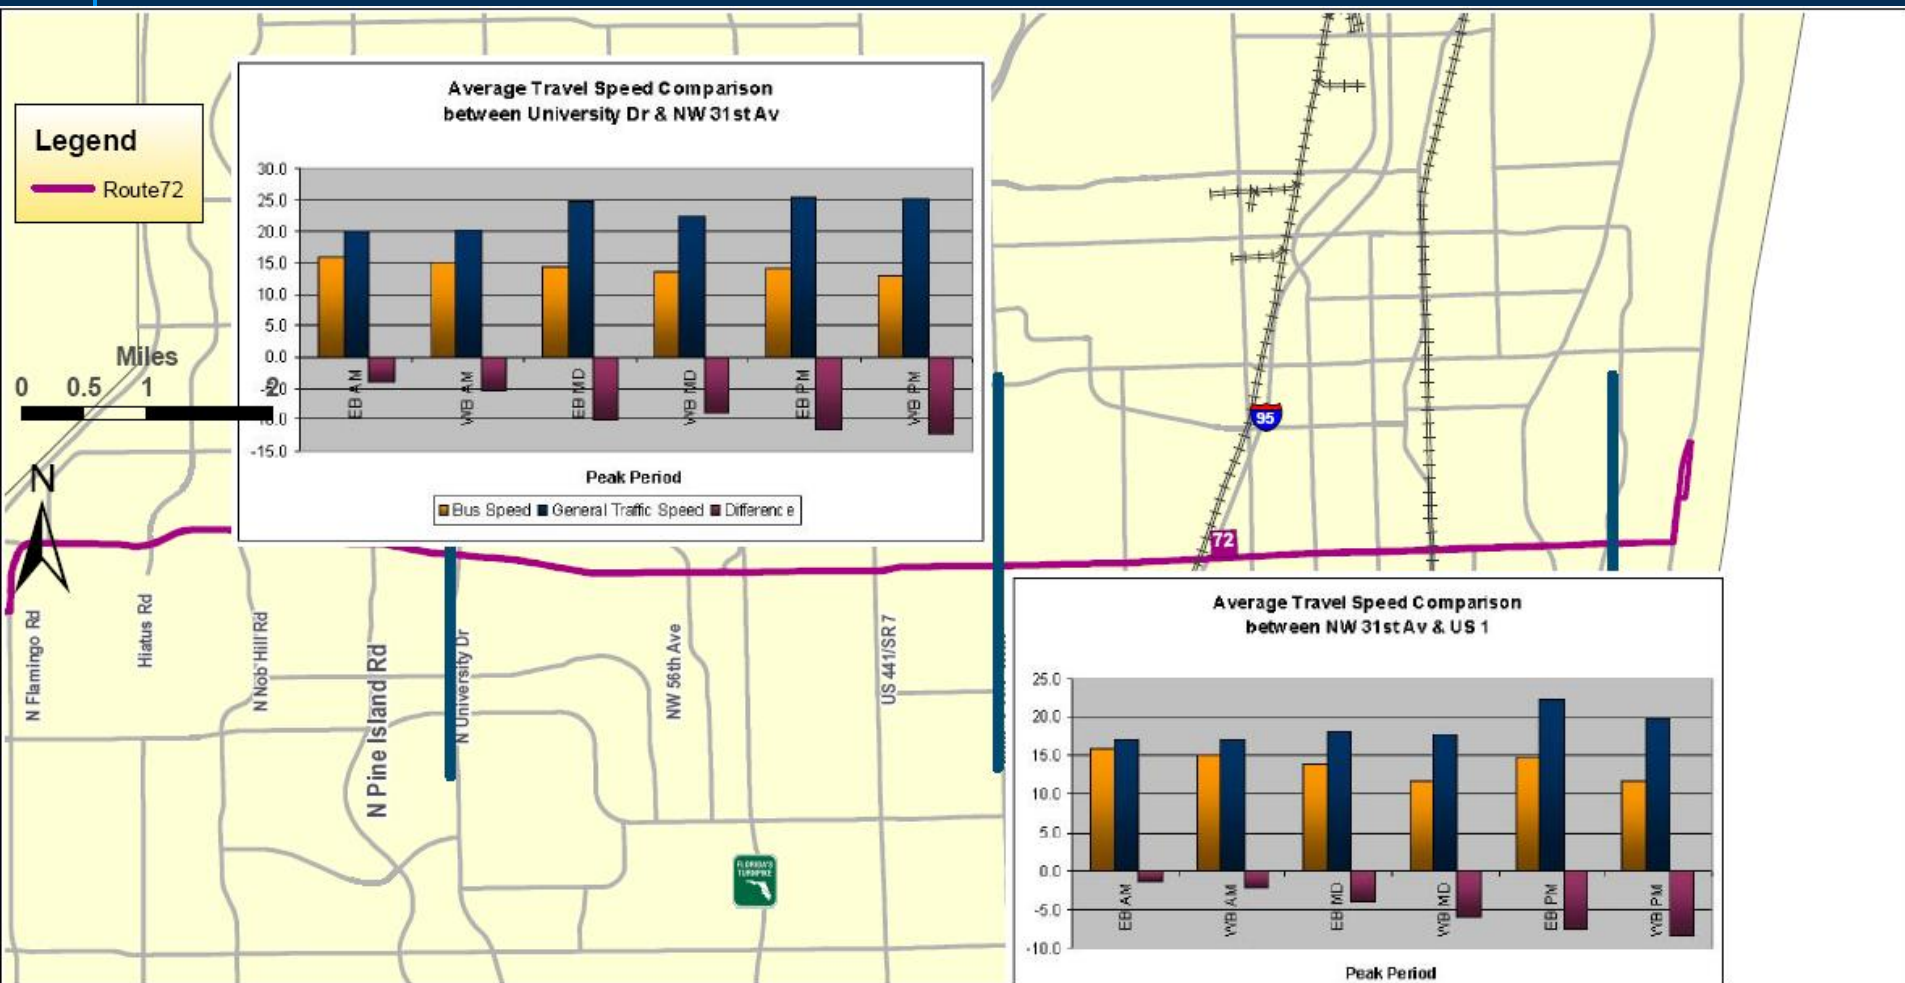 Average Travel Speed Comparison
between University Dr & NW 31st Av
Legend
Route72
30.0
25.0
20.0
15.0
10.0
5.0
0.0
-15.0
EB AM
WB AM
EB MD
WB MD
EB PM
WB PM
Peak Period
Bus Speed General Traffic Speed Difference
Miles
0 0.5 1 2
N
95
72
N Flamingo Rd
Hiatus Rd
N Nob Hill Rd
N Pine Island Rd
N University Dr
NW 56th Ave
US 441/SR 7
FLORIDA'S
TURNPIKE
Average Travel Speed Comparison
between NW 31st Av & US 1
25.0
20.0
15.0
10.0
5.0
0.0
-5.0
-10.0
EB AM
WB AM
EB MD
WB MD
EB PM
WB PM
Peak Period